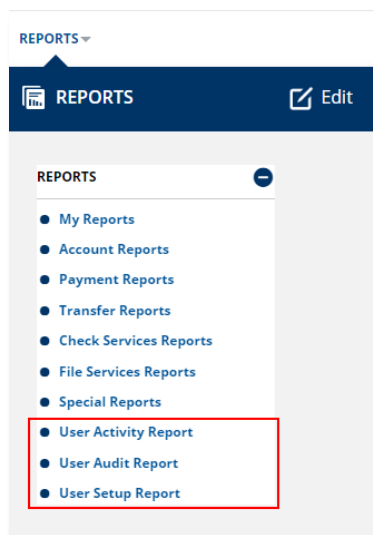 REPORTS
REPORTS
Edit
REPORTS
My Reports
Account Reports
Payment Reports
Transfer Reports
Check Services Reports
File Services Reports
Special Reports
User Activity Report
User Audit Report
User Setup Report